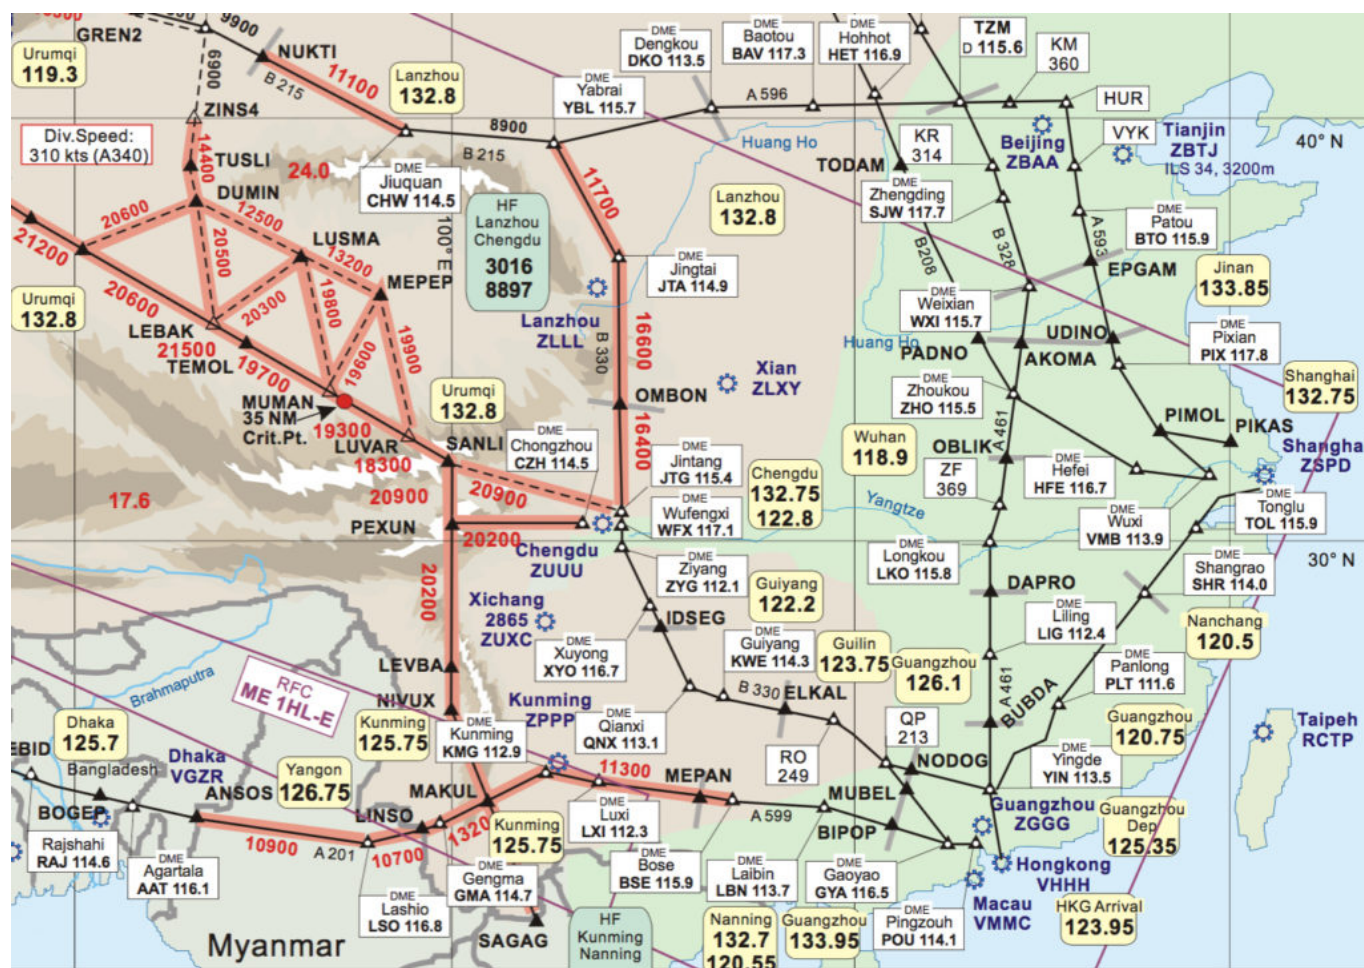 GREN2
9900
6900
NUKTI
B 215
11100
Urumqi
119.3
Lanzhou
132.8
ZINS4
Div.Speed:
310 kts (A340)
14400
TUSLI
DUMIN
24.0
DME
Jiuquan
CHW 114.5
8900
B 215
DME
Yabrai
YBL 115.7
DME
Dengkou
DKO 113.5
DME
Baotou
BAV 117.3
DME
Hohhot
HET 116.9
TZM
D 115.6
KM
360
HUR
A 596
VYK
Tianjin
ZBTJ
ILS 34, 3200m
40° N
Beijing
ZBAA
Huang Ho
KR
314
TODAM
DME
Zhengding
SJW 117.7
11700
Lanzhou
132.8
HF
Lanzhou
Chengdu
3016
8897
100° E
20600
12500
21200
20500
LUSMA
13200
MEPEP
DME
Patou
BTO 115.9
A 593
B 328
B208
EPGAM
DME
Jingtai
JTA 114.9
Jinan
133.85
Urumqi
132.8
20600
20300
19800
19900
19600
LEBAK
21500
TEMOL
19700
Lanzhou
ZLLL
B 330
16600
DME
Weixian
WXI 115.7
Huang Ho
PADNO
UDINO
AKOMA
DME
Pixian
PIX 117.8
MUMAN
35 NM
Crit.Pt.
19300
Urumqi
132.8
OMBON
Xian
ZLXY
DME
Zhoukou
ZHO 115.5
Shanghai
132.75
LUVAR
18300
SANLI
DME
Chongzhou
CZH 114.5
16400
PIMOL
PIKAS
Wuhan
118.9
OBLIK
A 461
Shangha
ZSPD
DME
Jintang
JTG 115.4
Chengdu
132.75
122.8
ZF
369
DME
Hefei
HFE 116.7
17.6
20900
20900
PEXUN
20200
DME
Wufengxi
WFX 117.1
Yangtze
DME
Wuxi
VMB 113.9
DME
Tonglu
TOL 115.9
Chengdu
ZUUU
DME
Ziyang
ZYG 112.1
DME
Longkou
LKO 115.8
DME
Shangrao
SHR 114.0
30° N
20200
Xichang
2865
ZUXC
Guiyang
122.2
DAPRO
IDSEG
DME
Liling
LIG 112.4
Nanchang
120.5
DME
Xuyong
XYO 116.7
DME
Guiyang
KWE 114.3
Guilin
123.75
Guangzhou
126.1
DME
Panlong
PLT 111.6
LEVBA
Brahmaputra
RFC
ME 1HL-E
NIVUX
Kunming
ZPPP
B 330
ELKAL
A 461
BUBDA
Dhaka
125.7
EBID
Bangladesh
Dhaka
VGZR
Kunming
125.75
DME
Kunming
KMG 112.9
DME
Qianxi
QNX 113.1
QP
213
Guangzhou
120.75
Taipeh
RCTP
RO
249
NODOG
DME
Yingde
YIN 113.5
ANSOS
Yangon
126.75
MAKUL
11300
MEPAN
MUBEL
BOGEP
LINSO
1320
Kunming
125.75
DME
Luxi
LXI 112.3
A 599
BIPOP
Guangzhou
ZGGG
Guangzhou
Dep
125.35
Rajshahi
RAJ 114.6
10900
A 201
10700
DME
Agartala
AAT 116.1
DME
Gengma
GMA 114.7
DME
Bose
BSE 115.9
DME
Laibin
LBN 113.7
DME
Gaoyao
GYA 116.5
Hongkong
VHHH
DME
Lashio
LSO 116.8
Macau
VMMC
HKG Arrival
123.95
Myanmar
SAGAG
HF
Kunming
Nanning
Nanning
132.7
120.55
Guangzhou
133.95
DME
Pingzouh
POU 114.1